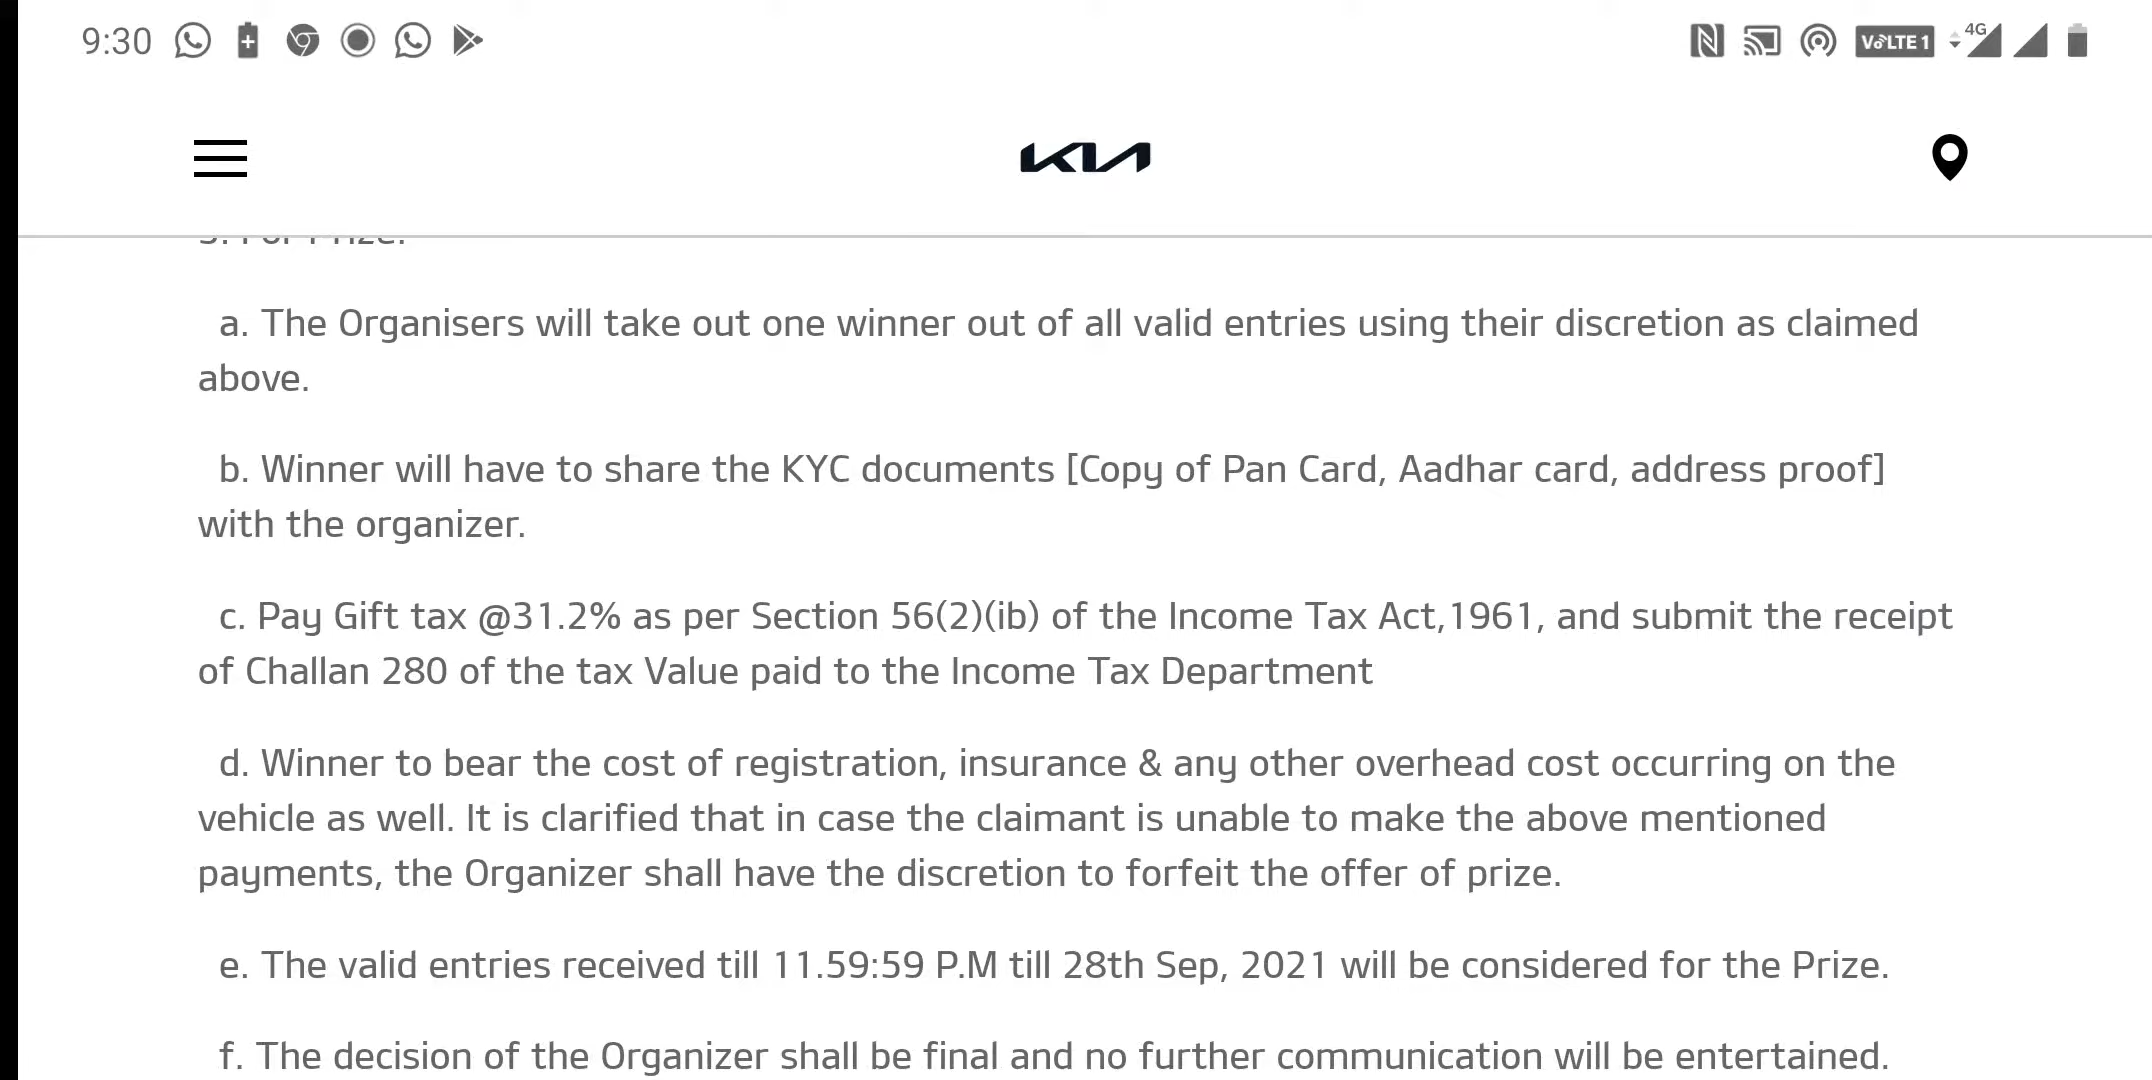 9:30
VoLTE 1
4G
KIA
a. The Organisers will take out one winner out of all valid entries using their discretion as claimed
above.
b. Winner will have to share the KYC documents [Copy of Pan Card, Aadhar card, address proof]
with the organizer.
c. Pay Gift tax @31.2% as per Section 56(2)(ib) of the Income Tax Act,1961, and submit the receipt
of Challan 280 of the tax Value paid to the Income Tax Department
d. Winner to bear the cost of registration, insurance & any other overhead cost occurring on the
vehicle as well. It is clarified that in case the claimant is unable to make the above mentioned
payments, the Organizer shall have the discretion to forfeit the offer of prize.
e. The valid entries received till 11.59:59 P.M till 28th Sep, 2021 will be considered for the Prize.
f. The decision of the Organizer shall be final and no further communication will be entertained.